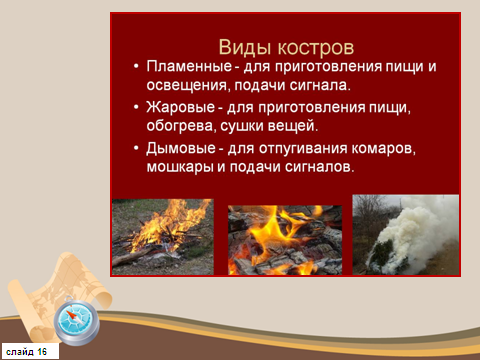 Виды костров
• Пламенные - для приготовления пищи и
освещения, подачи сигнала.
• Жаровые - для приготовления пищи,
обогрева, сушки вещей.
• Дымовые - для отпугивания комаров,
мошкары и подачи сигналов.
слайд 16